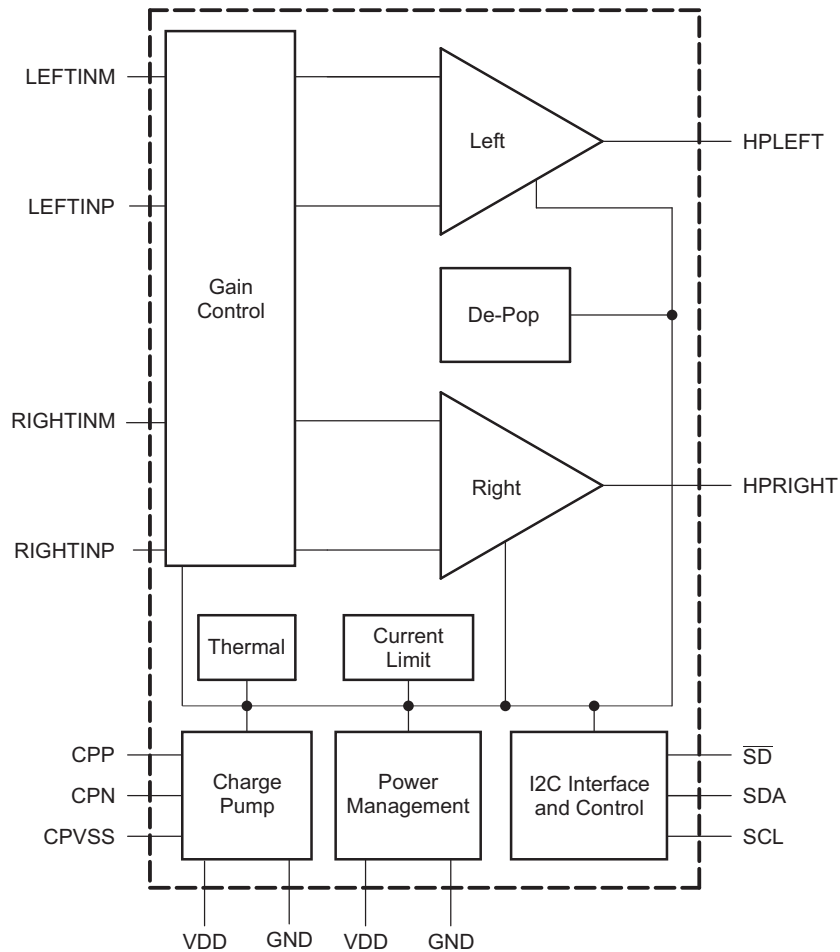 LEFTINM
Left
HPLEFT
LEFTINP
Gain
Control
De-Pop
RIGHTINM
Right
HPRIGHT
RIGHTINP
Thermal
Current
Limit
CPP
CPN
CPVSS
Charge
Pump
Power
Management
I2C Interface
and Control
S̅D̅
SDA
SCL
VDD
GND
VDD
GND